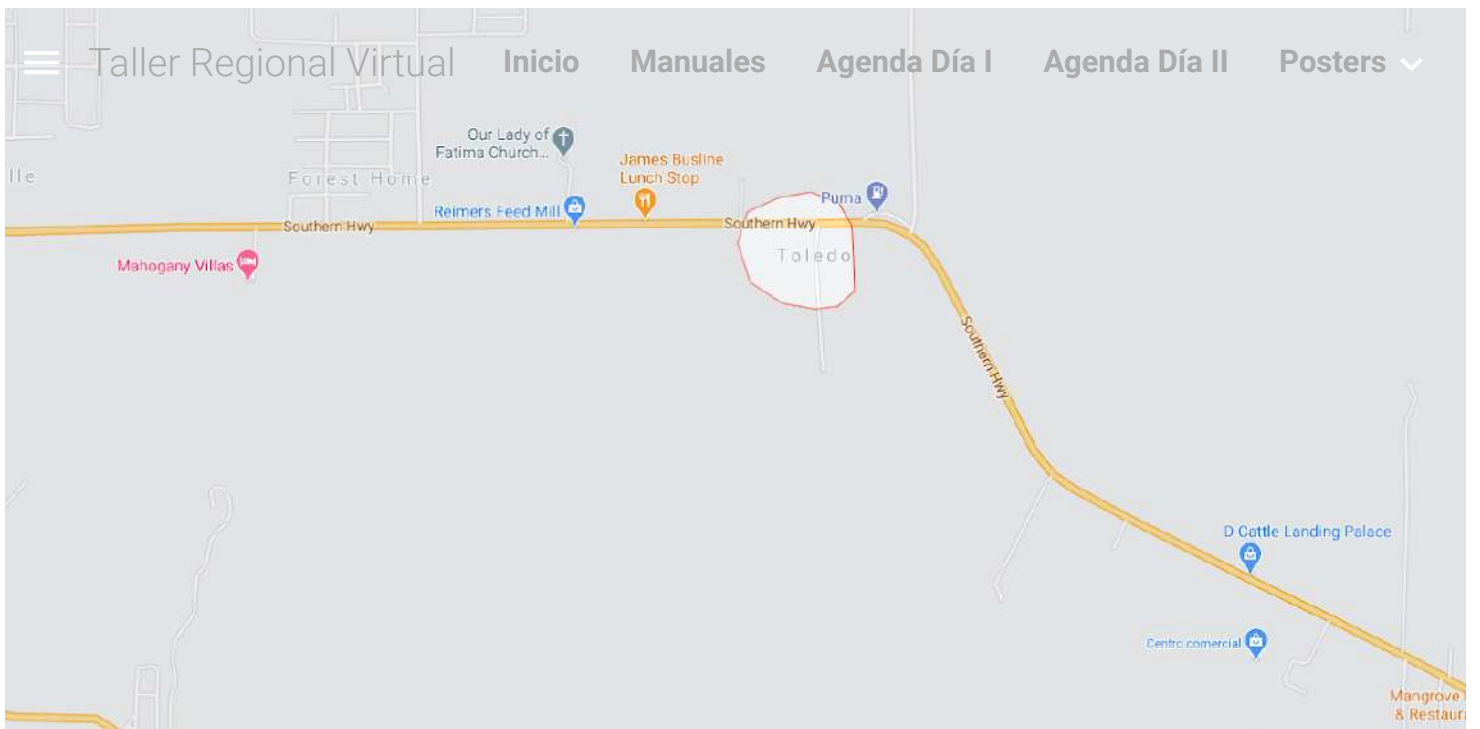 Taller Regional Virtual Inicio Manuales Agenda Día I Agenda Día II Posters
Our Lady of
Fatima Church...
James Busline
Lunch Stop
lle
Forest Home
Puma
Reimers Feed Mill
Southern Hwy
Southern Hwy
Toledo
Mahogany Villas
Southern Hwy
D Cattle Landing Palace
Centro comercial
Mangrove
& Restaur